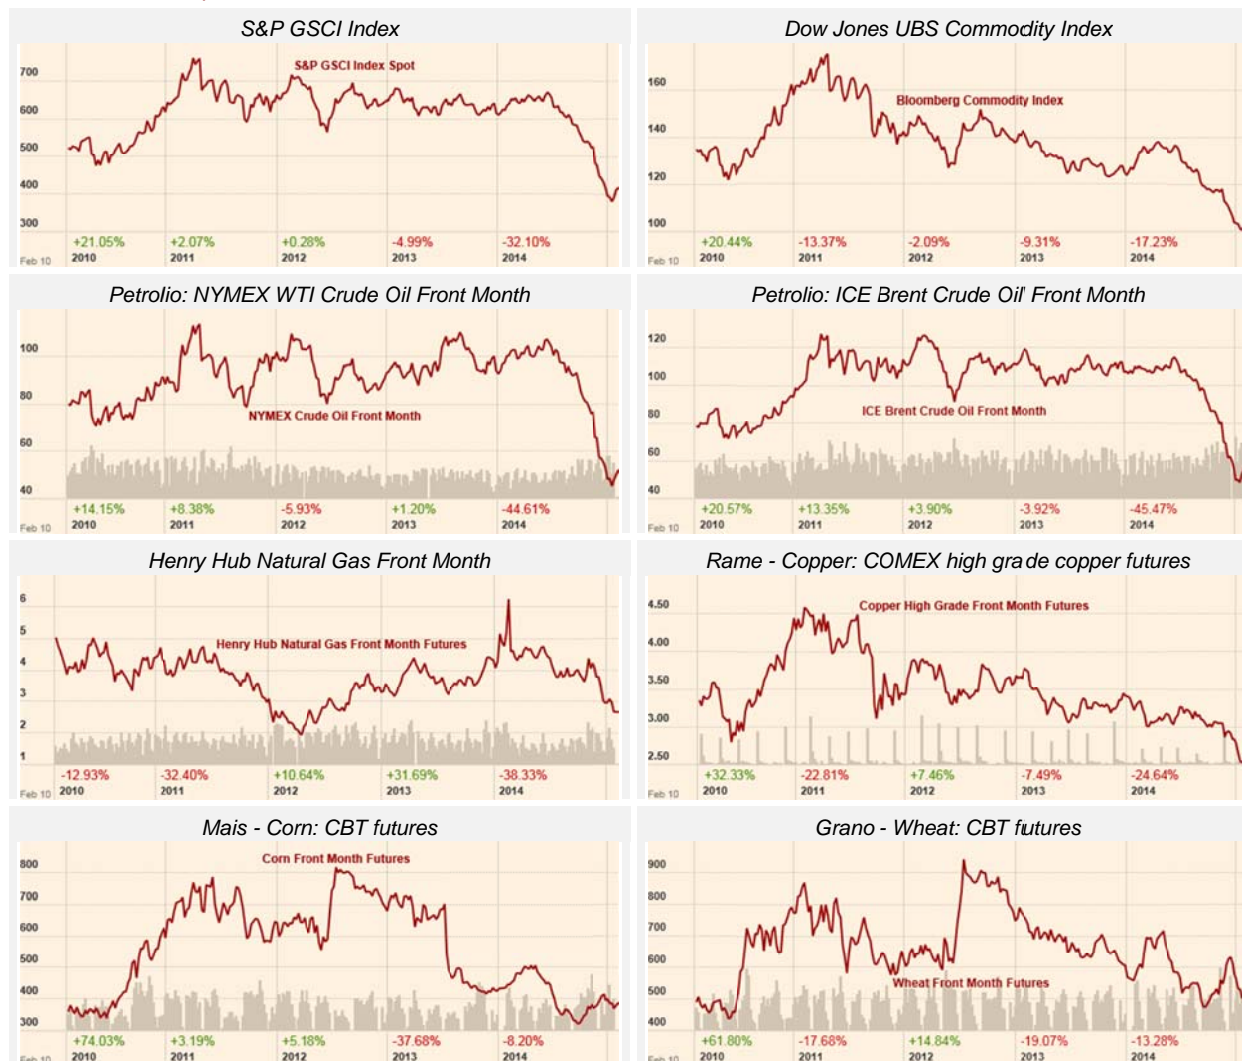 S&P GSCI Index
S&P GSCI Index Spot
700
600
500
400
300
+21.05% +2.07% +0.28% -4.99% -32.10%
Feb 10 2010 2011 2012 2013 2014
Dow Jones UBS Commodity Index
Bloomberg Commodity Index
160
140
120
100
+20.44% -13.37% -2.09% -9.31% -17.23%
Feb 10 2010 2011 2012 2013 2014
Petrolio: NYMEX WTI Crude Oil Front Month
100
80
NYMEX Crude Oil Front Month
60
40
+14.15% +8.38% -5.93% +1.20% -44.61%
Feb 10 2010 2011 2012 2013 2014
Petrolio: ICE Brent Crude Oil Front Month
120
100
ICE Brent Crude Oil Front Month
80
60
40
+20.57% +13.35% +3.90% -3.92% -45.47%
Feb 10 2010 2011 2012 2013 2014
Henry Hub Natural Gas Front Month
6
5
Henry Hub Natural Gas Front Month Futures
4
3
2
1
-12.93% -32.40% +10.64% +31.69% -38.33%
Feb 10 2010 2011 2012 2013 2014
Rame - Copper: COMEX high grade copper futures
4.50
Copper High Grade Front Month Futures
4.00
3.50
3.00
2.50
+32.33% -22.81% +7.46% -7.49% -24.64%
Feb 10 2010 2011 2012 2013 2014
Mais - Corn: CBT futures
Corn Front Month Futures
800
700
600
500
400
300
+74.03% +3.19% +5.18% -37.68% -8.20%
Feb 10 2010 2011 2012 2013 2014
Grano - Wheat: CBT futures
900
800
700
600
Wheat Front Month Futures
500
400
+61.80% -17.68% +14.84% -19.07% -13.28%
Feb 10 2010 2011 2012 2013 2014